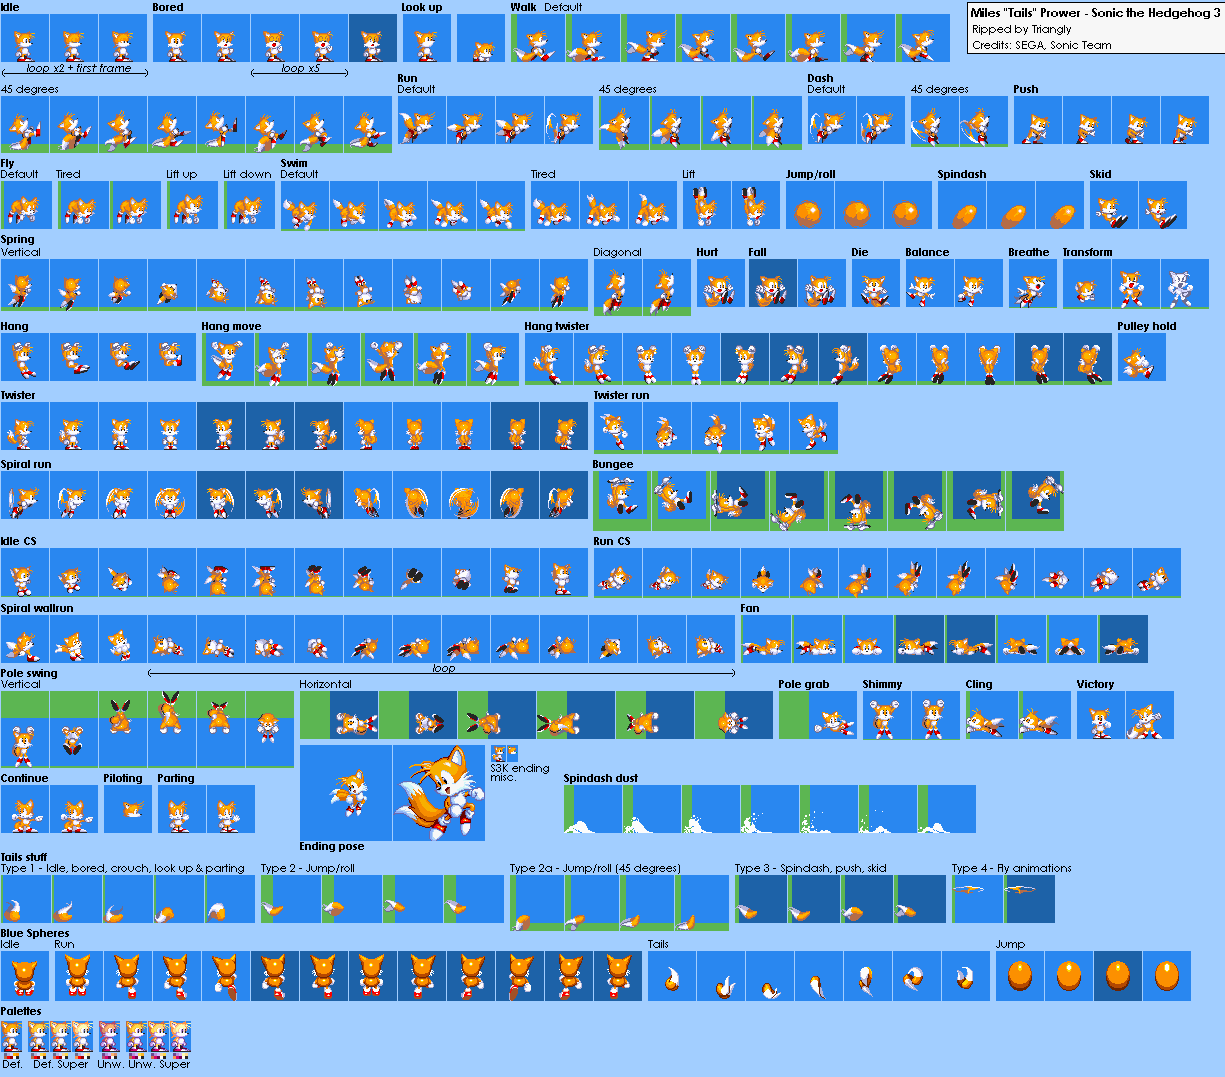 Idle
Bored
Look up
Walk Default
Miles "Tails" Prower - Sonic the Hedgehog 3
Ripped by Triangly
Credits: SEGA, Sonic Team
loop x2 + first frame
loop x5
45 degrees
Run
Default
45 degrees
Dash
Default
45 degrees
Push
Fly
Default
Tired
Lift up
Lift down
Swim
Default
Tired
Lift
Jump/roll
Spindash
Skid
Spring
Vertical
Diagonal
Hurt
Fall
Die
Balance
Breathe
Transform
Hang
Hang move
Hang twister
Pulley hold
Twister
Twister run
Spiral run
Bungee
Idle CS
Run CS
Spiral wallrun
Fan
loop
Pole swing
Vertical
Horizontal
Pole grab
Shimmy
Cling
Victory
S3K ending
misc.
Continue
Piloting
Parting
Spindash dust
Ending pose
Tails stuff
Type 1 - Idle, bored, crouch, look up & parting
Type 2 - Jump/roll
Type 2a - Jump/roll (45 degrees)
Type 3 - Spindash, push, skid
Type 4 - Fly animations
Blue Spheres
Idle
Run
Tails
Jump
Palettes
Def.
Def. Super
Unw.
Unw. Super